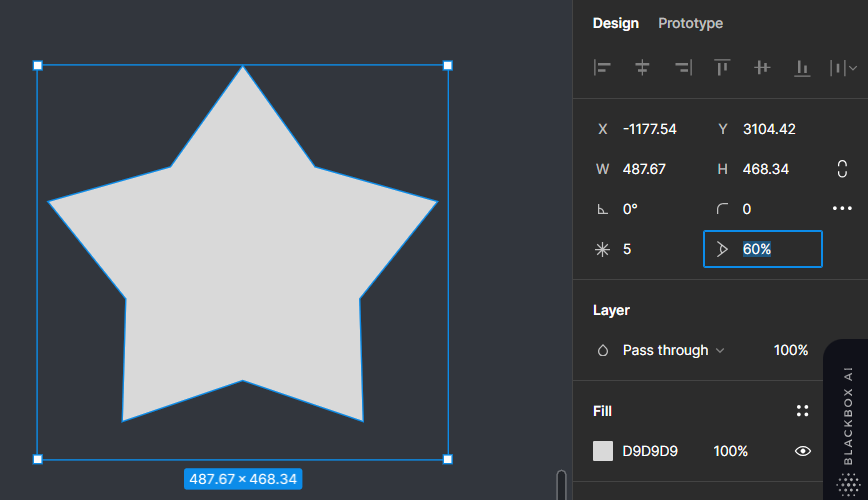 Design Prototype
X -1177.54 Y 3104.42
W 487.67 H 468.34
0° 0
5 60%
Layer
Pass through 100%
Fill
D9D9D9 100%
487.67 × 468.34
BLACKBOX AI